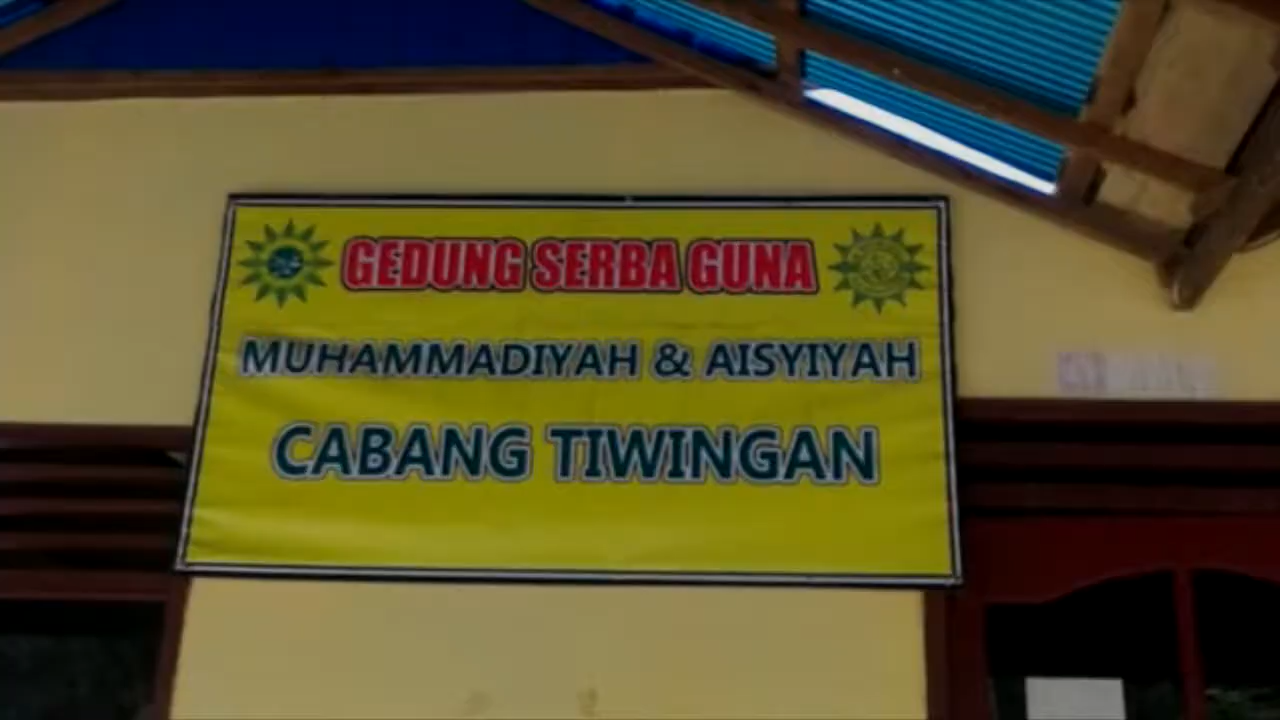 GEDUNG SERBA GUNA
MUHAMMADIYAH & AISYIYAH
CABANG TIWINGAN